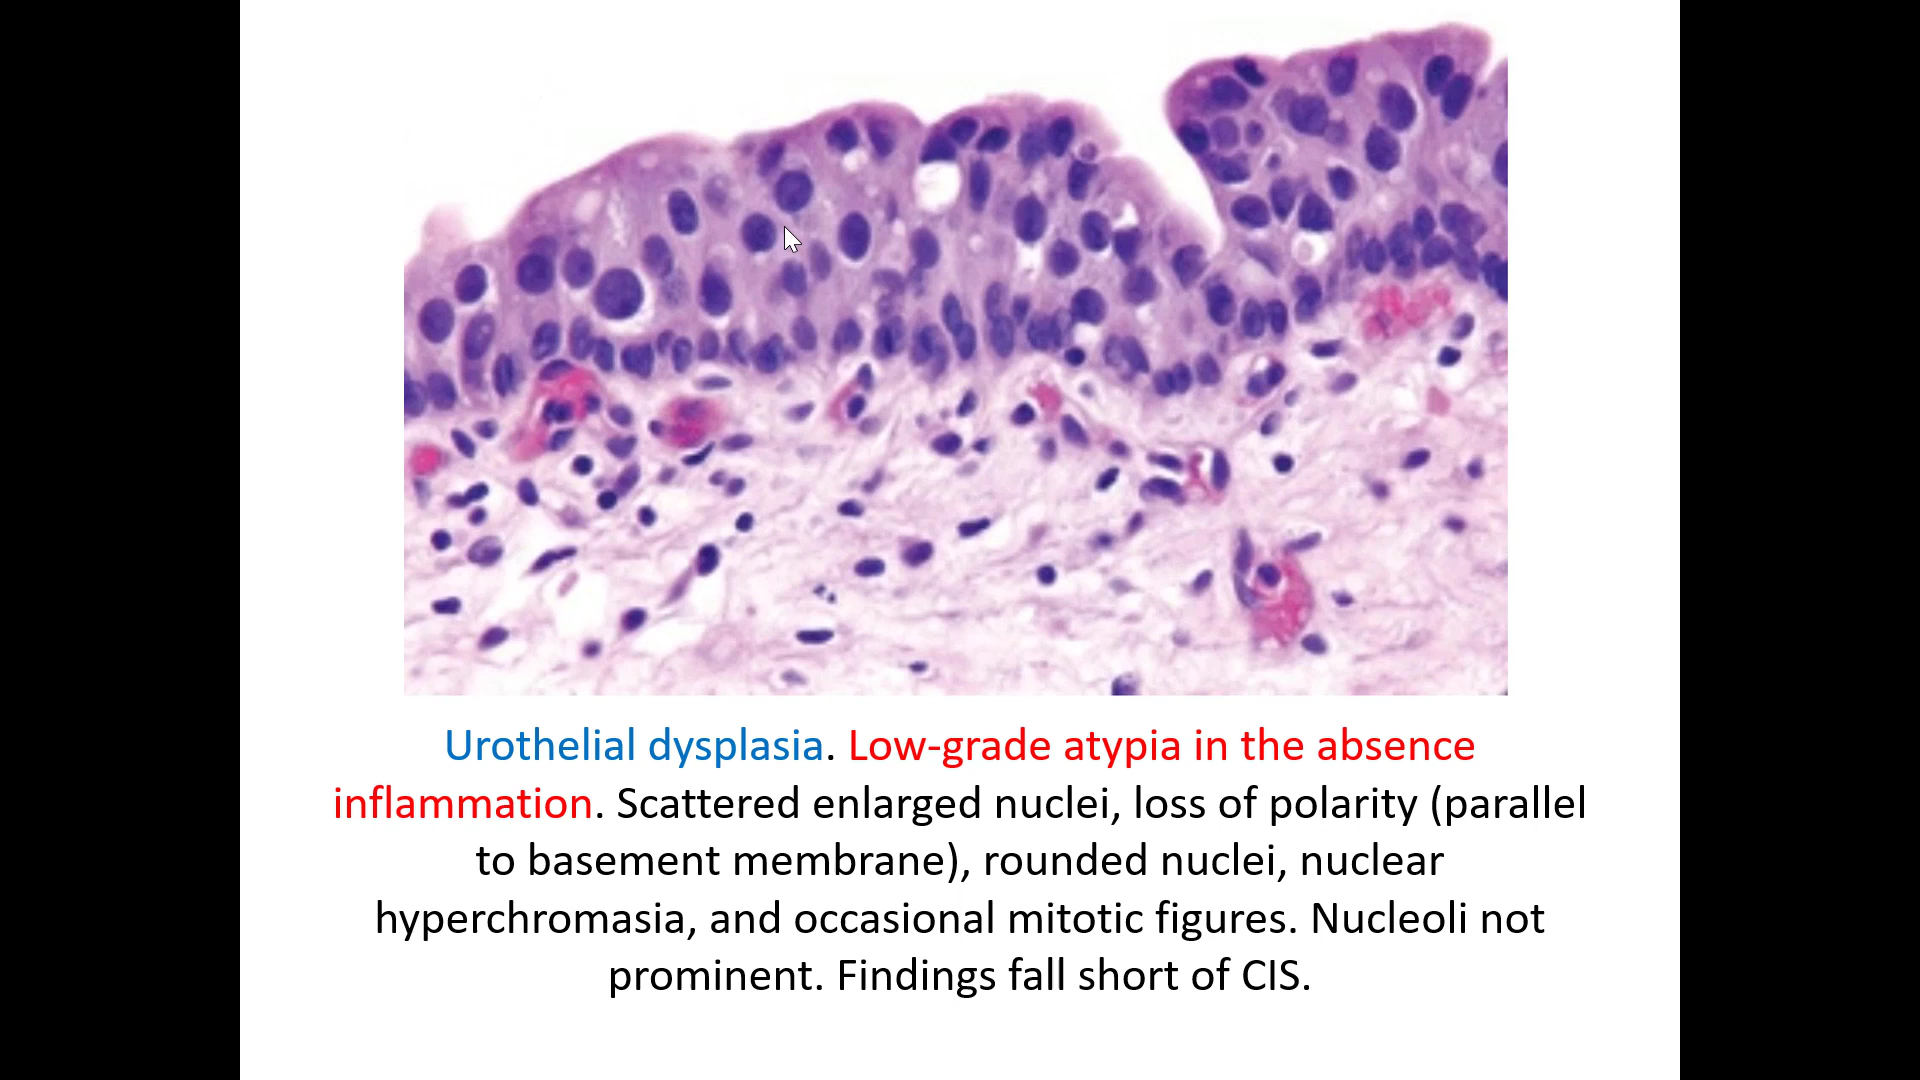 Urothelial dysplasia. Low-grade atypia in the absence
inflammation. Scattered enlarged nuclei, loss of polarity (parallel
to basement membrane), rounded nuclei, nuclear
hyperchromasia, and occasional mitotic figures. Nucleoli not
prominent. Findings fall short of CIS.